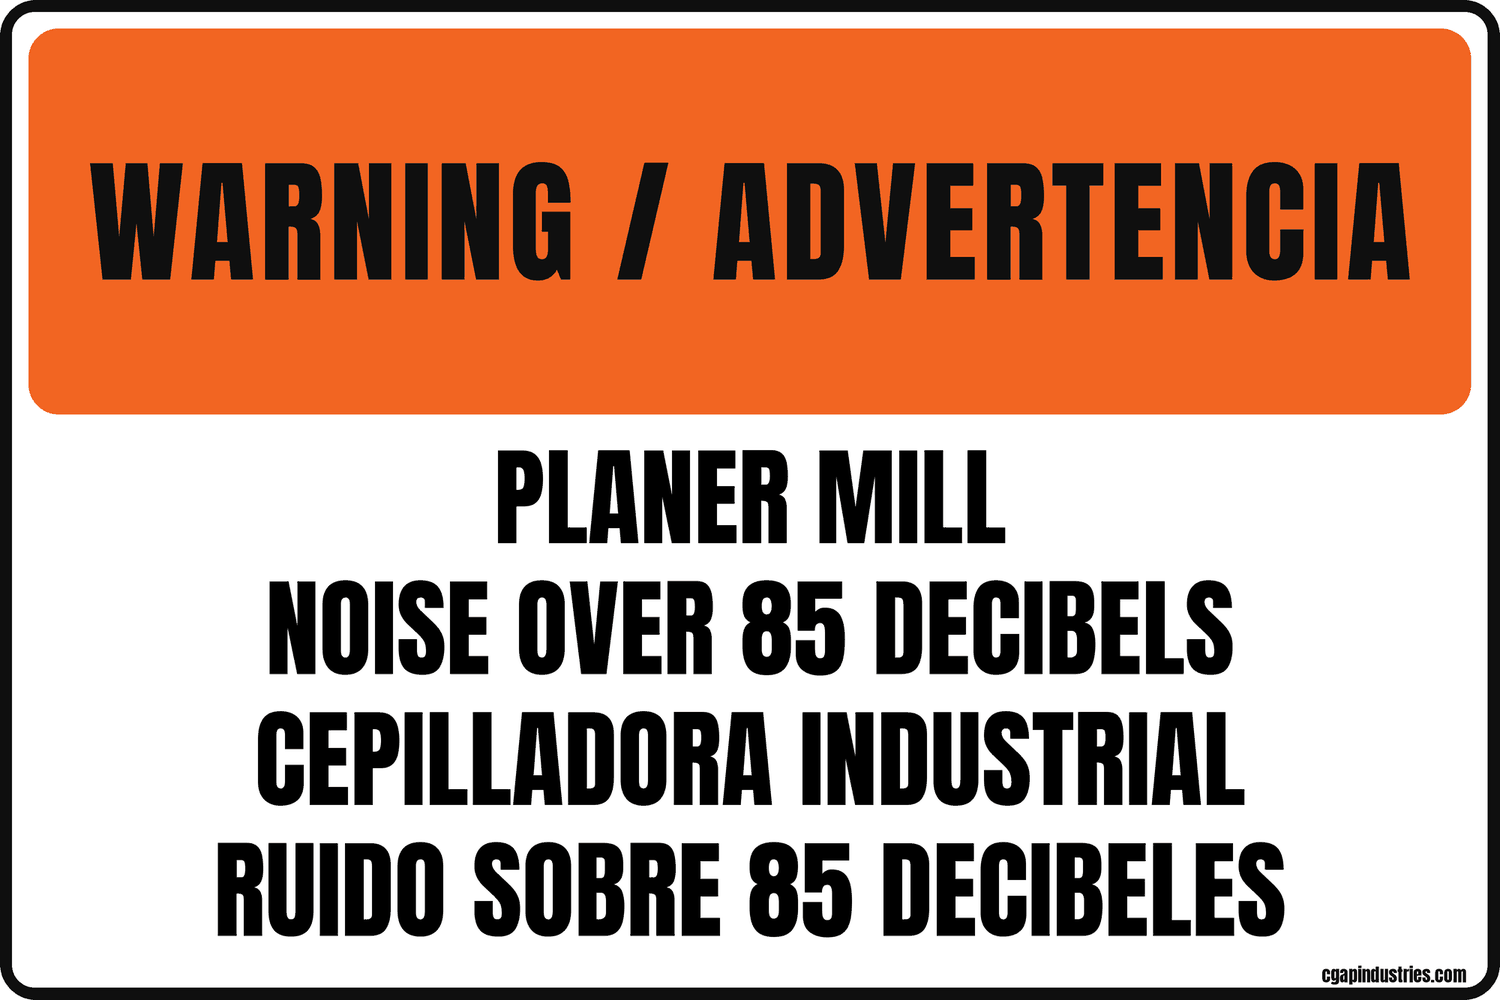 WARNING / ADVERTENCIA
PLANER MILL
NOISE OVER 85 DECIBELS
CEPILLADORA INDUSTRIAL
RUIDO SOBRE 85 DECIBELES
cgapindustries.com